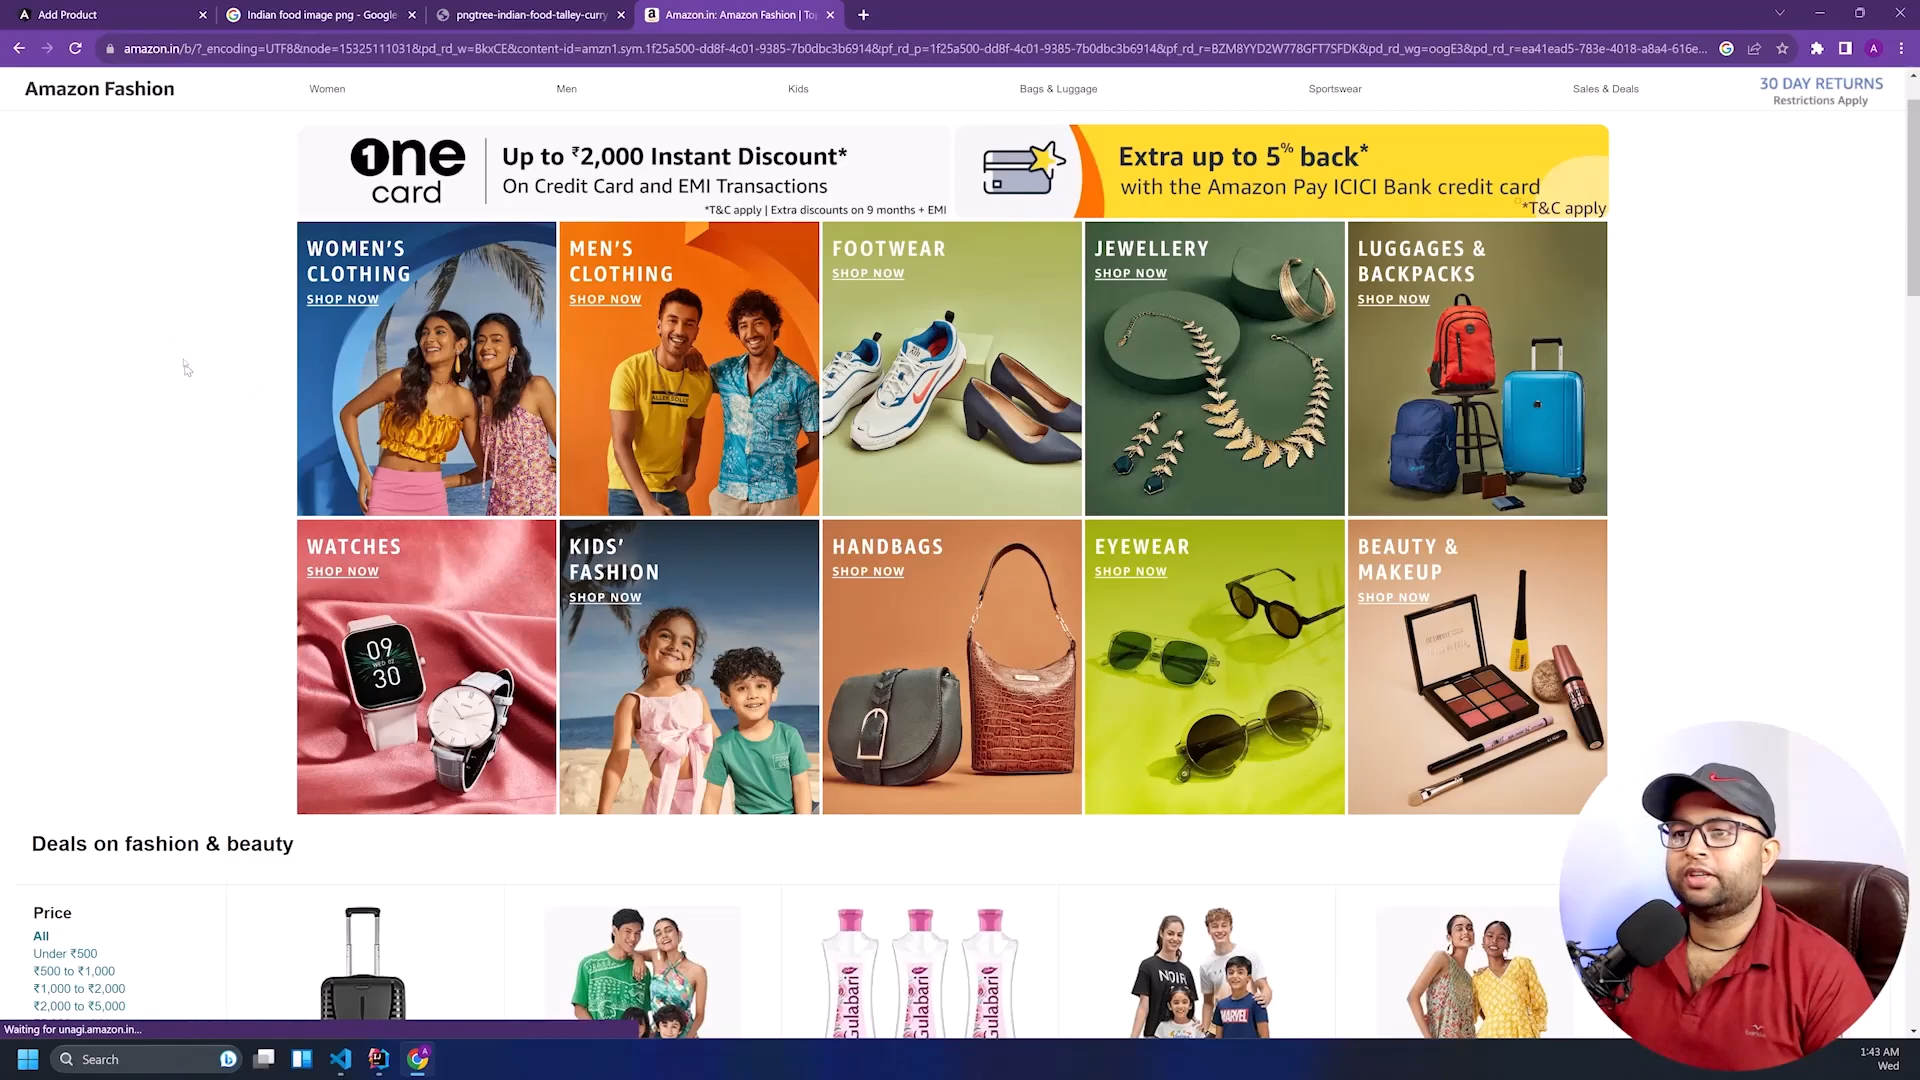 Add Product
Indian food image png - Google
pngtree-indian-food-talley-curry
Amazon.in: Amazon Fashion | Top
amazon.in/b/?_encoding=UTF8&node=15325111031&pd_rd_w=BkxCE&content-id=amzn1.sym.1f25a500-dd8f-4c01-9385-7b0dbc3b6914&pf_rd_p=1f25a500-dd8f-4c01-9385-7b0dbc3b6914&pf_rd_r=BZM8YYD2W778GFT7SFDK&pd_rd_wg=oogE3&pd_rd_r=ea41ead5-783e-4018-a8a4-616e...
Amazon Fashion
Women
Men
Kids
Bags & Luggage
Sportswear
Sales & Deals
30 DAY RETURNS
Restrictions Apply
one card
Up to ₹2,000 Instant Discount*
On Credit Card and EMI Transactions
*T&C apply | Extra discounts on 9 months + EMI
Extra up to 5% back*
with the Amazon Pay ICICI Bank credit card
*T&C apply
WOMEN'S
CLOTHING
SHOP NOW
MEN'S
CLOTHING
SHOP NOW
FOOTWEAR
SHOP NOW
JEWELLERY
SHOP NOW
LUGGAGES &
BACKPACKS
SHOP NOW
WATCHES
SHOP NOW
09
WED 02
30
KIDS'
FASHION
SHOP NOW
HANDBAGS
SHOP NOW
EYEWEAR
SHOP NOW
BEAUTY &
MAKEUP
SHOP NOW
Deals on fashion & beauty
Price
All
Under ₹500
₹500 to ₹1,000
₹1,000 to ₹2,000
₹2,000 to ₹5,000
Gulabari
Gulabari
Gulabari
NOIR
MARVEL
Waiting for unagi.amazon.in...
Search
1:43 AM
Wed